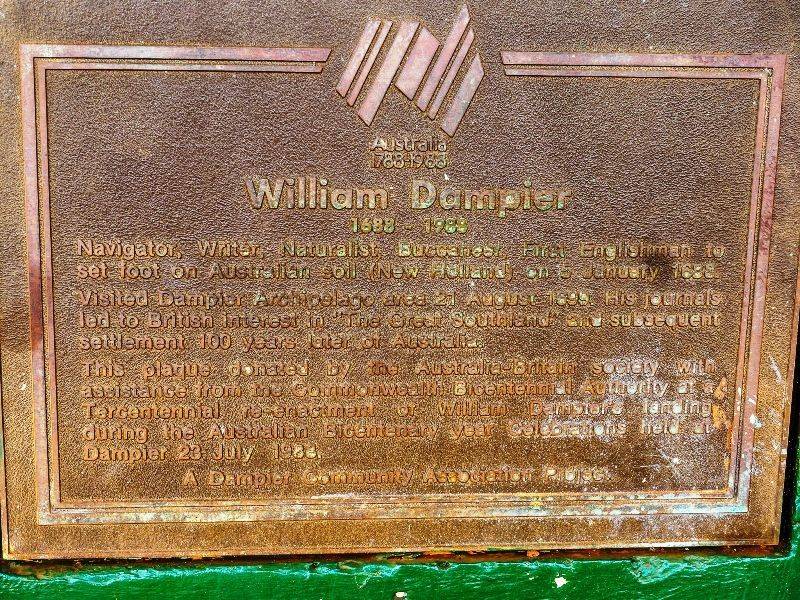 Australia
1788-1988
William Dampier
1688 - 1988
Navigator, Writer, Naturalist, Buccaneer, First Englishman to
set foot on Australian soil (New Holland) on 5 January 1688.
Visited Dampier Archipelago area 21 August 1699. His journals
led to British interest in "The Great Southland" and subsequent
settlement 100 years later of Australia.
This plaque donated by the Australia-Britain society with
assistance from the Commonwealth Bicentennial Authority at a
Tercentennial re-enactment of William Dampier's landing
during the Australian Bicentenary year Celebrations held at
Dampier 23 July 1988.
A Dampier Community Association Project.